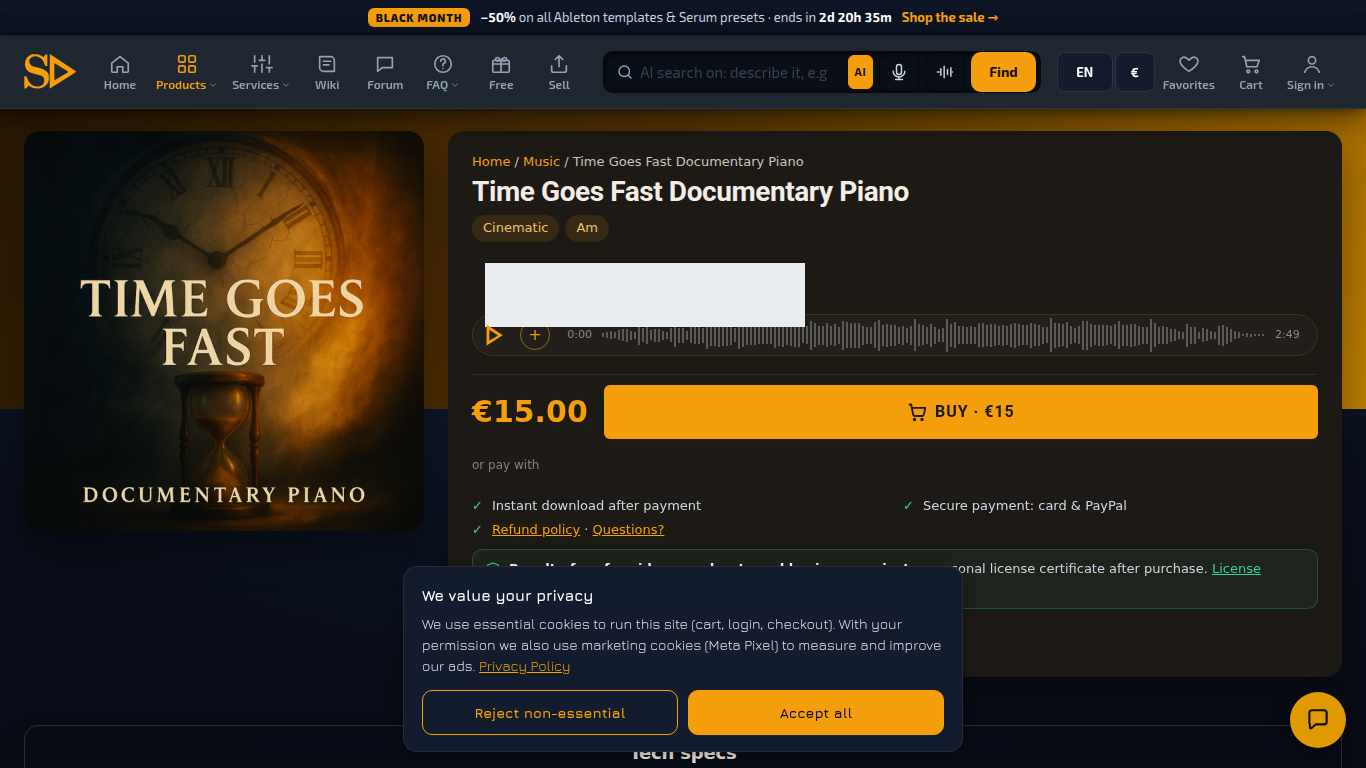 BLACK MONTH −50% on all Ableton templates & Serum presets · ends in 2d 20h 35m Sign up the sale →
Home
Products
Services
Wiki
Forum
FAQ
Free
Sell
AI search on: describe it, e.g
AI
Find
EN
€
Favorites
Cart
Sign in
TIME GOES
FAST
DOCUMENTARY PIANO
Home / Music / Time Goes Fast Documentary Piano
Time Goes Fast Documentary Piano
Cinematic
Am
0:00
2:49
€15.00
BUY · €15
or pay with
✓ Instant download after payment
✓ Secure payment: card & PayPal
✓ Refund policy · Questions?
onal license certificate after purchase. License
We value your privacy
We use essential cookies to run this site (cart, login, checkout). With your
permission we also use marketing cookies (Meta Pixel) to measure and improve
our ads. Privacy Policy
Reject non-essential
Accept all
Tech specs